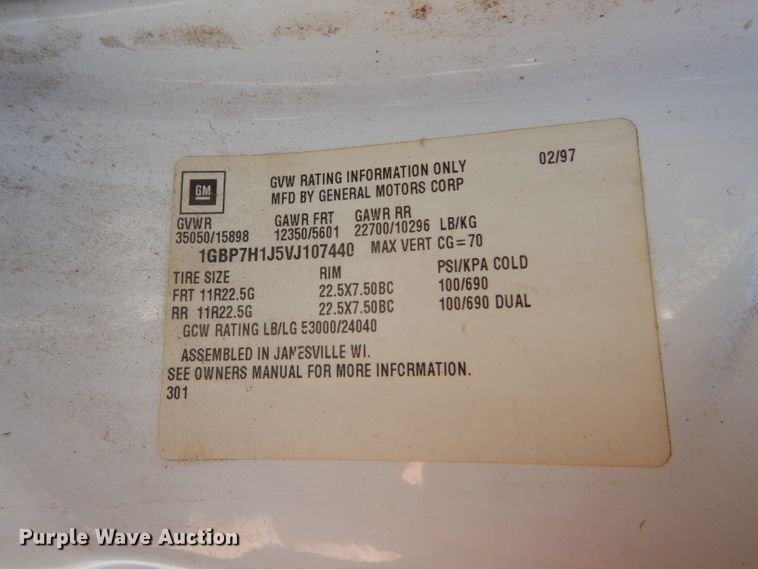 GM
GVW RATING INFORMATION ONLY 02/97
MFD BY GENERAL MOTORS CORP
GVWR GAWR FRT GAWR RR
35050/15898 12350/5601 22700/10296 LB/KG
1GBP7H1J5VJ107440 MAX VERT CG=70
TIRE SIZE RIM PSI/KPA COLD
FRT 11R22.5G 22.5X7.50BC 100/690
RR 11R22.5G 22.5X7.50BC 100/690 DUAL
GCW RATING LB/LG 53000/24040
ASSEMBLED IN JANESVILLE WI.
SEE OWNERS MANUAL FOR MORE INFORMATION.
301
Purple Wave Auction